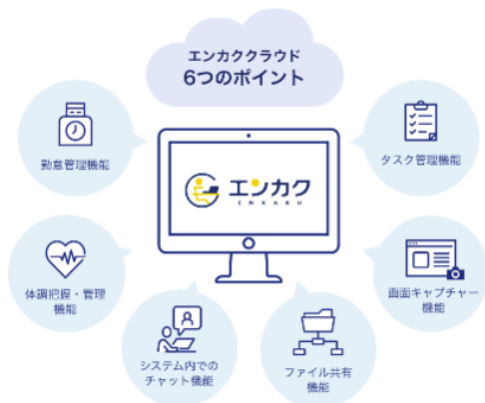 エンカククラウド
6つのポイント
勤怠管理機能
タスク管理機能
エンカク
ENKAKU
体調把握・管理
機能
画面キャプチャー
機能
システム内での
チャット機能
ファイル共有
機能